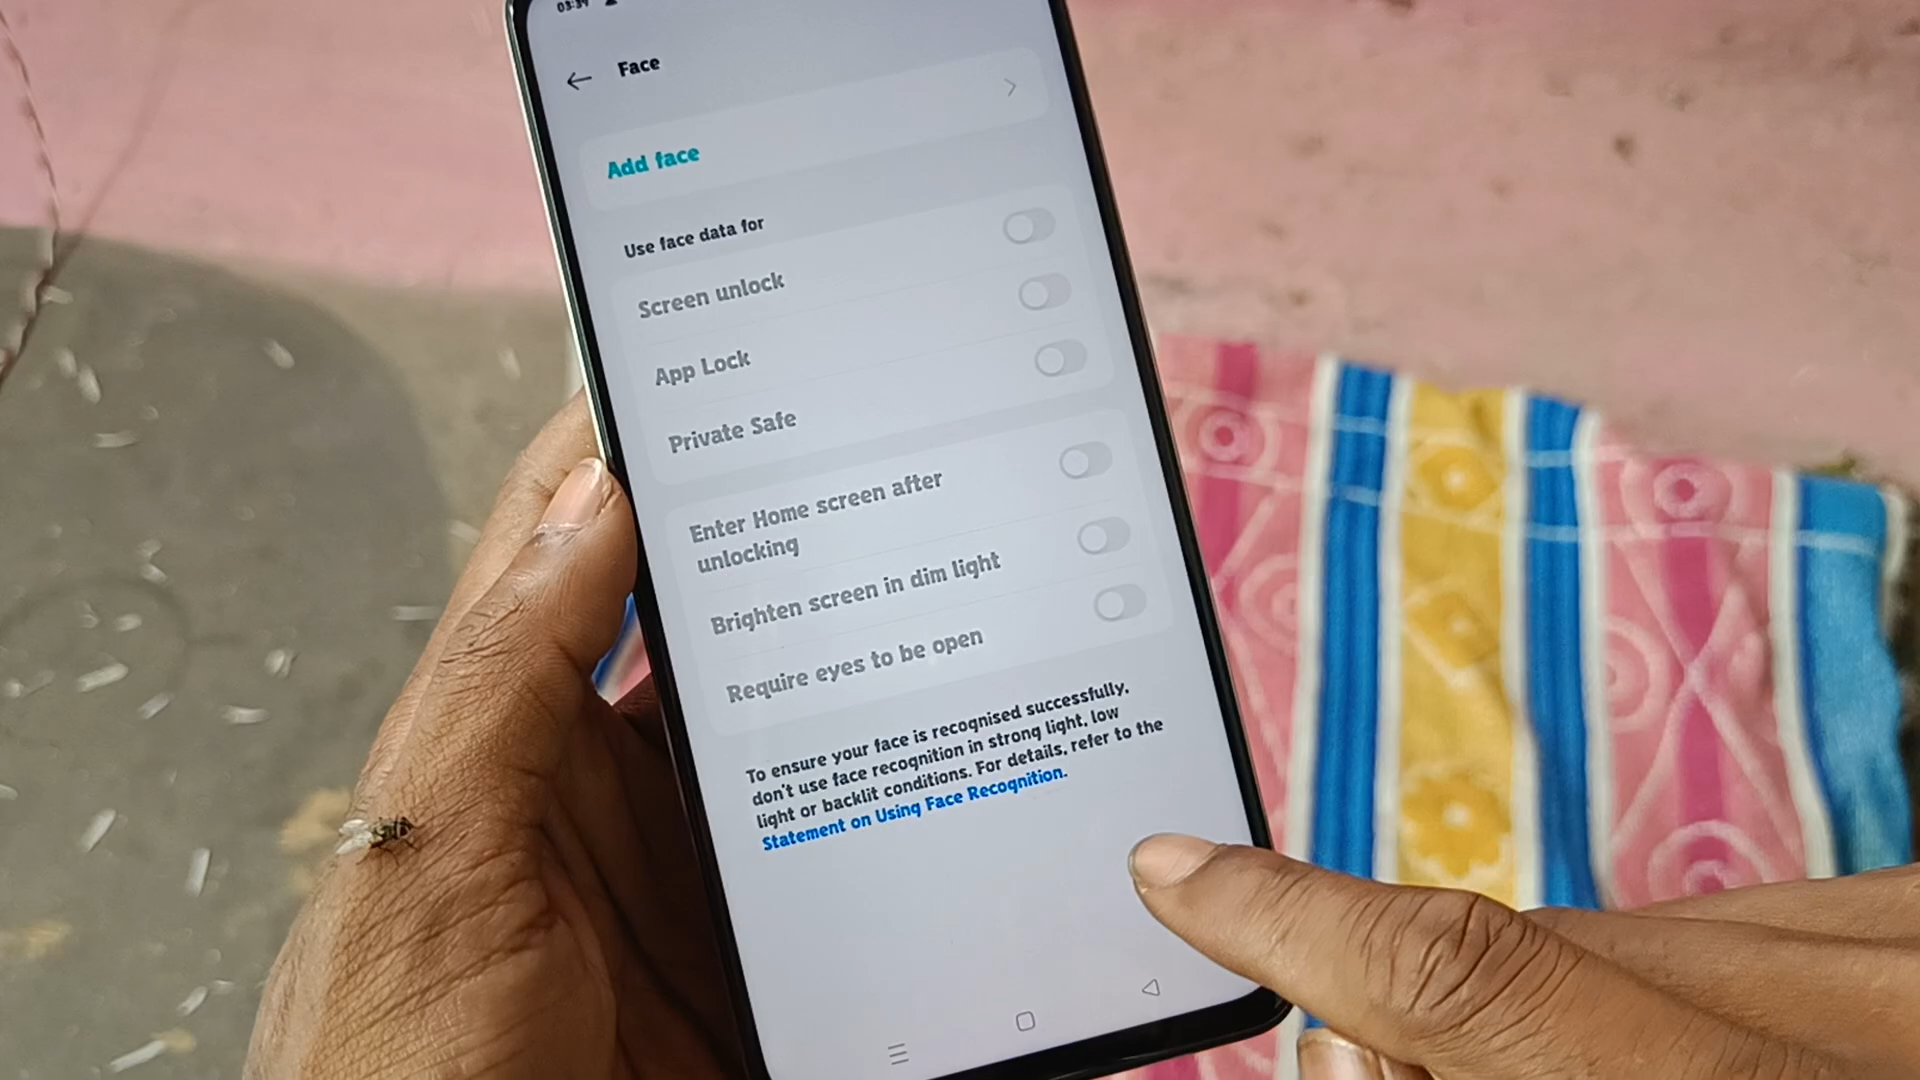 03:39
Face
Add face
Use face data for
Screen unlock
App Lock
Private Safe
Enter Home screen after
unlocking
Brighten screen in dim light
Require eyes to be open
To ensure your face is recognised successfully,
don't use face recognition in strong light, low
light or backlit conditions. For details, refer to the
Statement on Using Face Recognition.